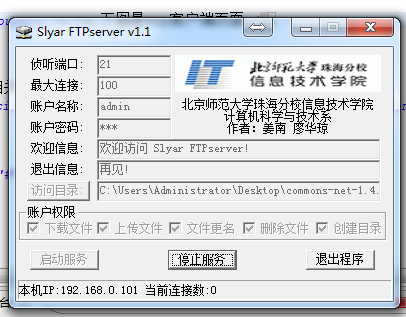 Slyar FTPserver v1.1
侦听端口: 21
最大连接: 100
账户名称: admin
账户密码: ***
北京师范大学珠海分校
信息技术学院
北京师范大学珠海分校信息技术学院
计算机科学与技术系
作者: 姜南 廖华琼
欢迎信息: 欢迎访问 Slyar FTPserver!
退出信息: 再见!
访问目录: C:\Users\Administrator\Desktop\commons-net-1.4.
账户权限
下载文件 上传文件 文件更名 删除文件 创建目录
启动服务 停止服务 退出程序
本机IP:192.168.0.101 当前连接数:0